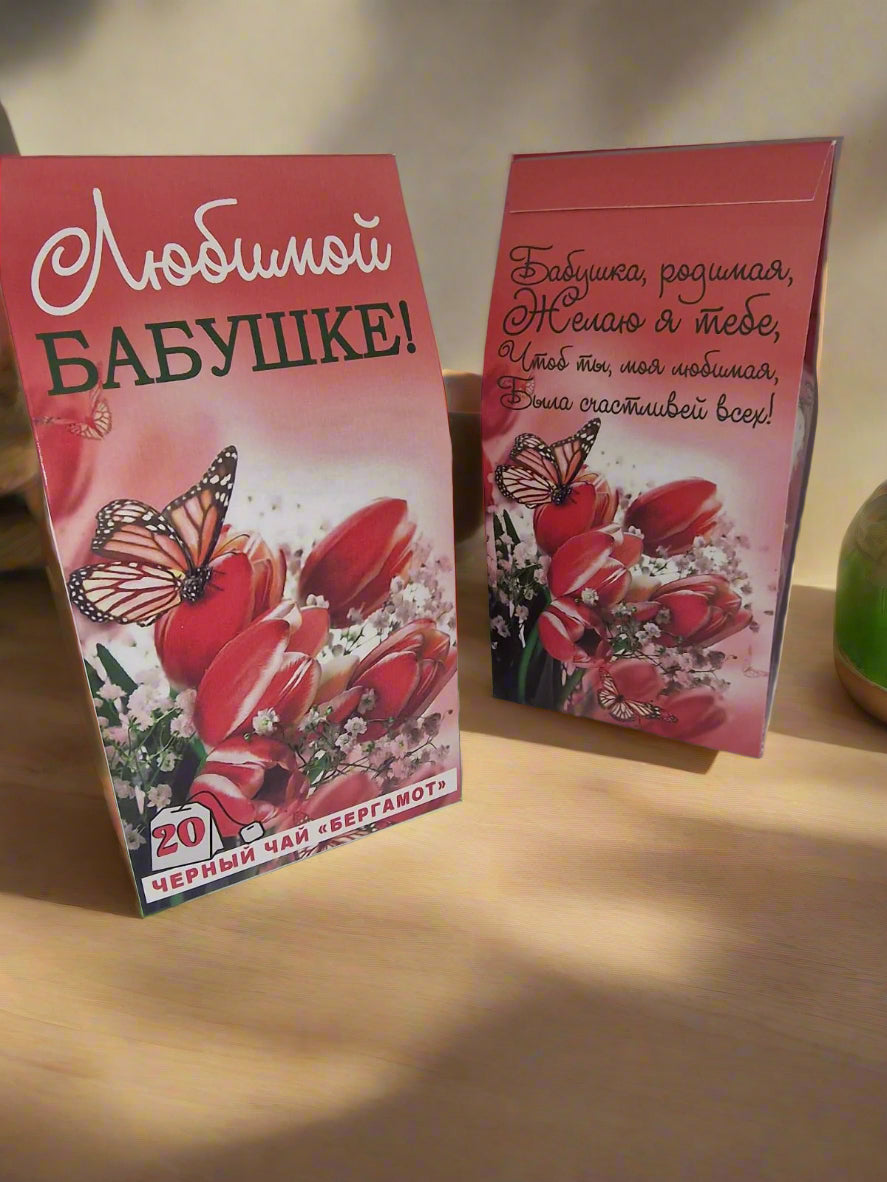 Любимой
БАБУШКЕ!
20
ЧЕРНЫЙ ЧАЙ «БЕРГАМОТ»
Бабушка, родимая,
Желаю я тебе,
Чтоб ты, моя любимая,
Была счастливей всех!